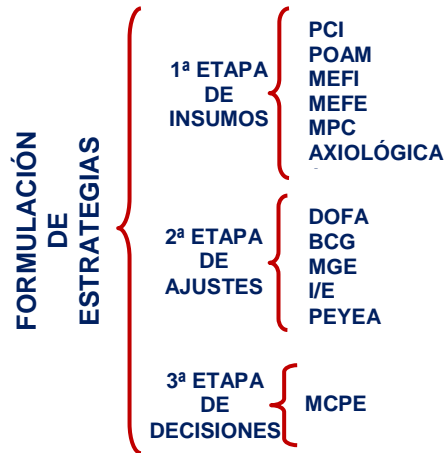 FORMULACIÓN
DE
ESTRATEGIAS
1ª ETAPA
DE
INSUMOS
PCI
POAM
MEFI
MEFE
MPC
AXIOLÓGICA
2ª ETAPA
DE
AJUSTES
DOFA
BCG
MGE
I/E
PEYEA
3ª ETAPA
DE
DECISIONES
MCPE